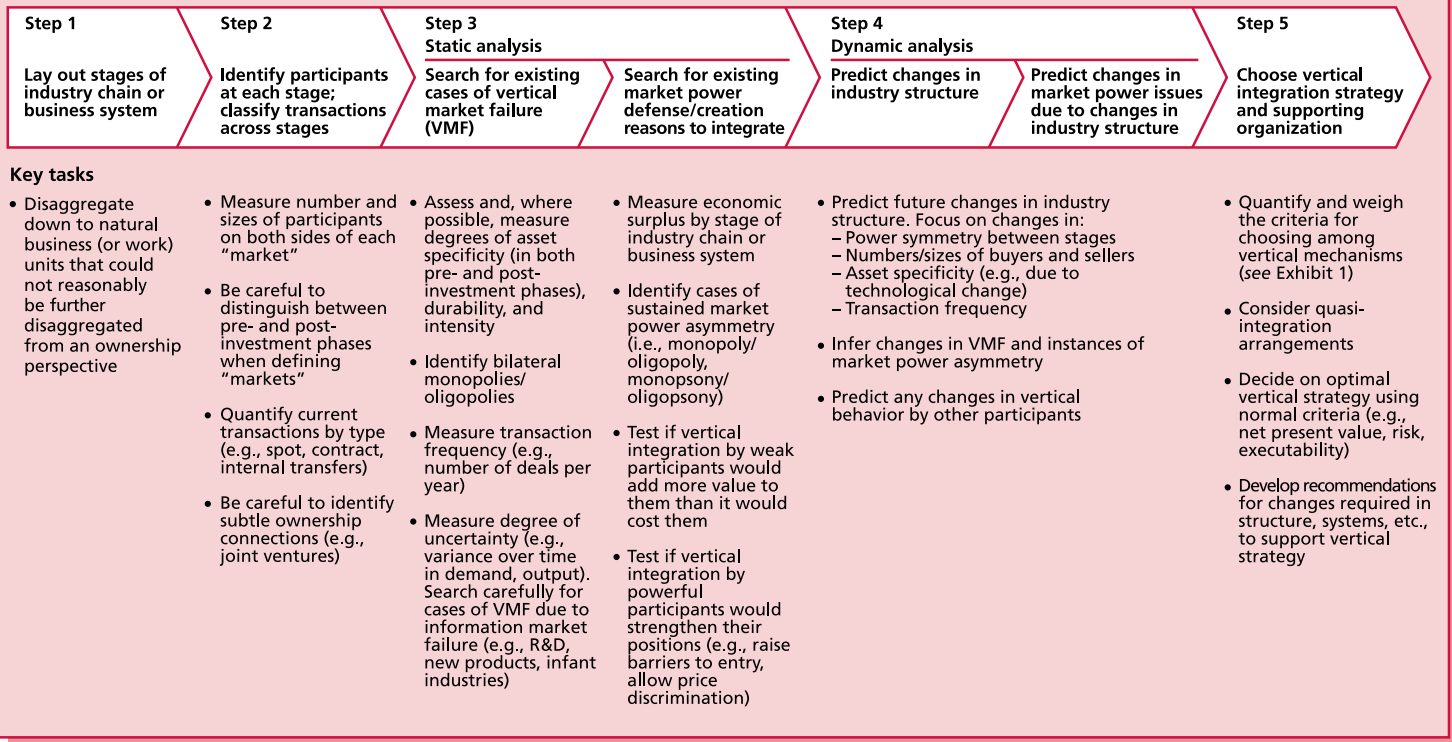 Step 1
Lay out stages of
industry chain or
business system
Step 2
Identify participants
at each stage;
classify transactions
across stages
Step 3
Static analysis
Search for existing
cases of vertical
market failure
(VMF)
Search for existing
market power
defense/creation
reasons to integrate
Step 4
Dynamic analysis
Predict changes in
industry structure
Predict changes in
market power issues
due to changes in
industry structure
Step 5
Choose vertical
integration strategy
and supporting
organization
Key tasks
• Disaggregate
down to natural
business (or work)
units that could
not reasonably
be further
disaggregated
from an ownership
perspective
• Measure number and
sizes of participants
on both sides of each
"market"
• Be careful to
distinguish between
pre- and post-
investment phases
when defining
"markets"
• Quantify current
transactions by type
(e.g., spot, contract,
internal transfers)
• Be careful to identify
subtle ownership
connections (e.g.,
joint ventures)
• Assess and, where
possible, measure
degrees of asset
specificity (in both
pre- and post-
investment phases),
durability, and
intensity
• Identify bilateral
monopolies/
oligopolies
• Measure transaction
frequency (e.g.,
number of deals per
year)
• Measure degree of
uncertainty (e.g.,
variance over time
in demand, output).
Search carefully for
cases of VMF due to
information market
failure (e.g., R&D,
new products, infant
industries)
• Measure economic
surplus by stage of
industry chain or
business system
• Identify cases of
sustained market
power asymmetry
(i.e., monopoly/
oligopoly,
monopsony/
oligopsony)
• Test if vertical
integration by weak
participants would
add more value to
them than it would
cost them
• Test if vertical
integration by
powerful
participants would
strengthen their
positions (e.g., raise
barriers to entry,
allow price
discrimination)
• Predict future changes in industry
structure. Focus on changes in:
– Power symmetry between stages
– Numbers/sizes of buyers and sellers
– Asset specificity (e.g., due to
technological change)
– Transaction frequency
• Infer changes in VMF and instances of
market power asymmetry
• Predict any changes in vertical
behavior by other participants
• Quantify and weigh
the criteria for
choosing among
vertical mechanisms
(see Exhibit 1)
• Consider quasi-
integration
arrangements
• Decide on optimal
vertical strategy using
normal criteria (e.g.,
net present value, risk,
executability)
• Develop recommendations
for changes required in
structure, systems, etc.,
to support vertical
strategy